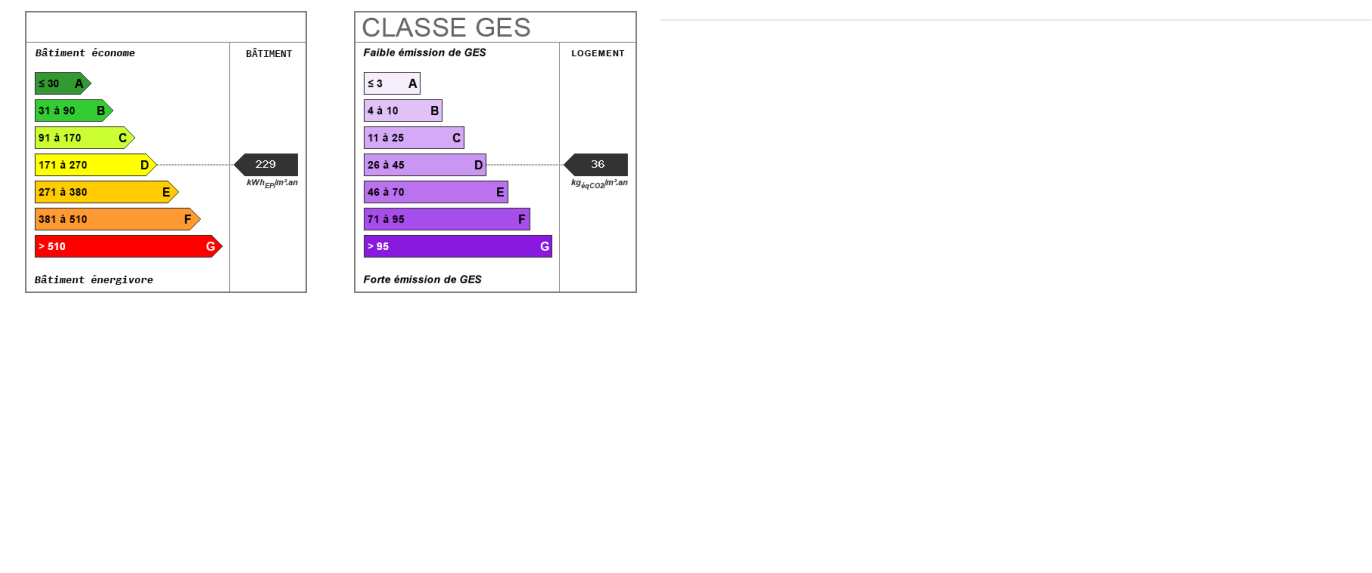 Bâtiment économe
BÂTIMENT
≤ 30 A
31 à 90 B
91 à 170 C
171 à 270 D
229
kWhEP/m².an
271 à 380 E
381 à 510 F
> 510 G
Bâtiment énergivore
CLASSE GES
Faible émission de GES
LOGEMENT
≤ 3 A
4 à 10 B
11 à 25 C
26 à 45 D
36
kgéqCO2/m².an
46 à 70 E
71 à 95 F
> 95 G
Forte émission de GES